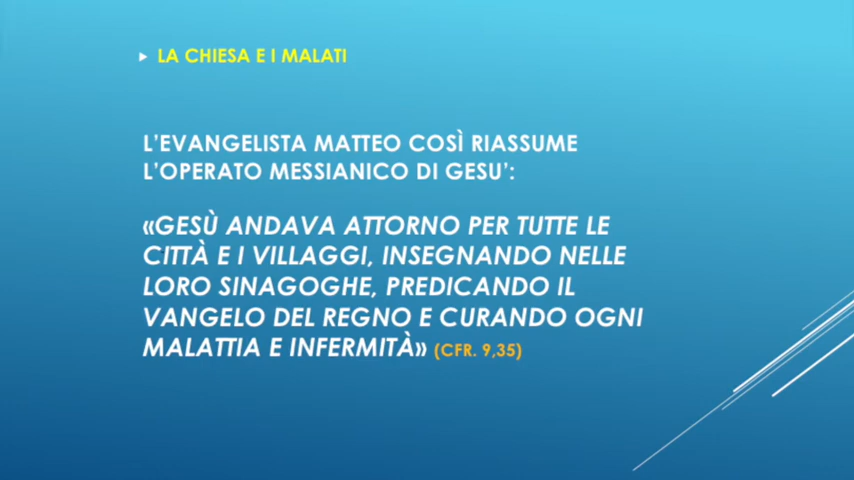 LA CHIESA E I MALATI
L'EVANGELISTA MATTEO COSÌ RIASSUME
L'OPERATO MESSIANICO DI GESU':
«GESÙ ANDAVA ATTORNO PER TUTTE LE
CITTÀ E I VILLAGGI, INSEGNANDO NELLE
LORO SINAGOGHE, PREDICANDO IL
VANGELO DEL REGNO E CURANDO OGNI
MALATTIA E INFERMITÀ» (CFR. 9,35)